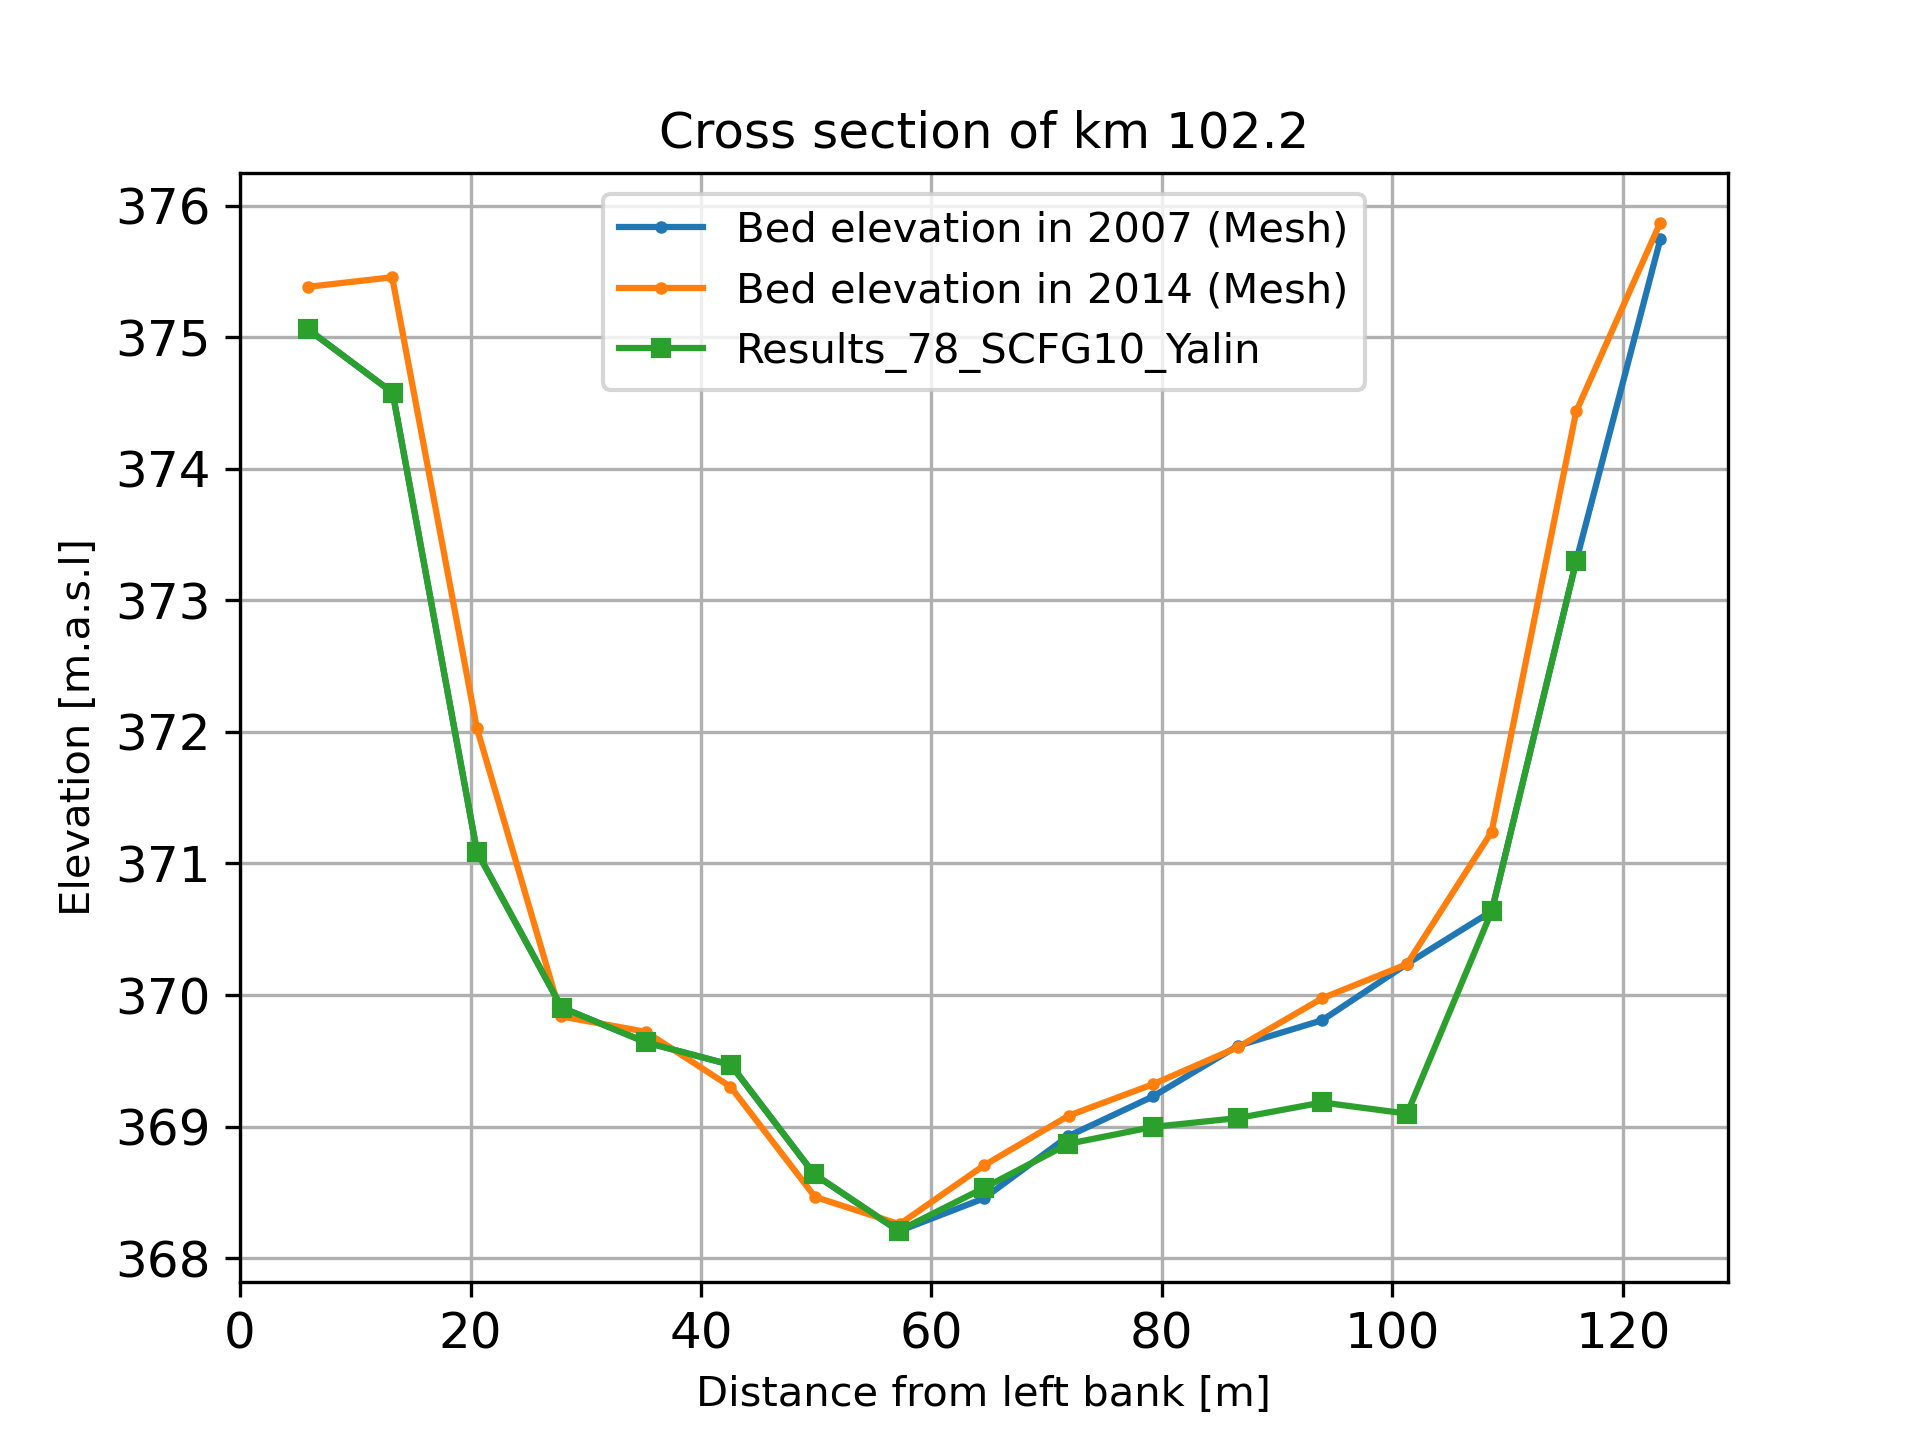 Cross section of km 102.2
376
375
374
373
372
371
370
369
368
Elevation [m.a.s.l]
Bed elevation in 2007 (Mesh)
Bed elevation in 2014 (Mesh)
Results_78_SCFG10_Yalin
0 20 40 60 80 100 120
Distance from left bank [m]